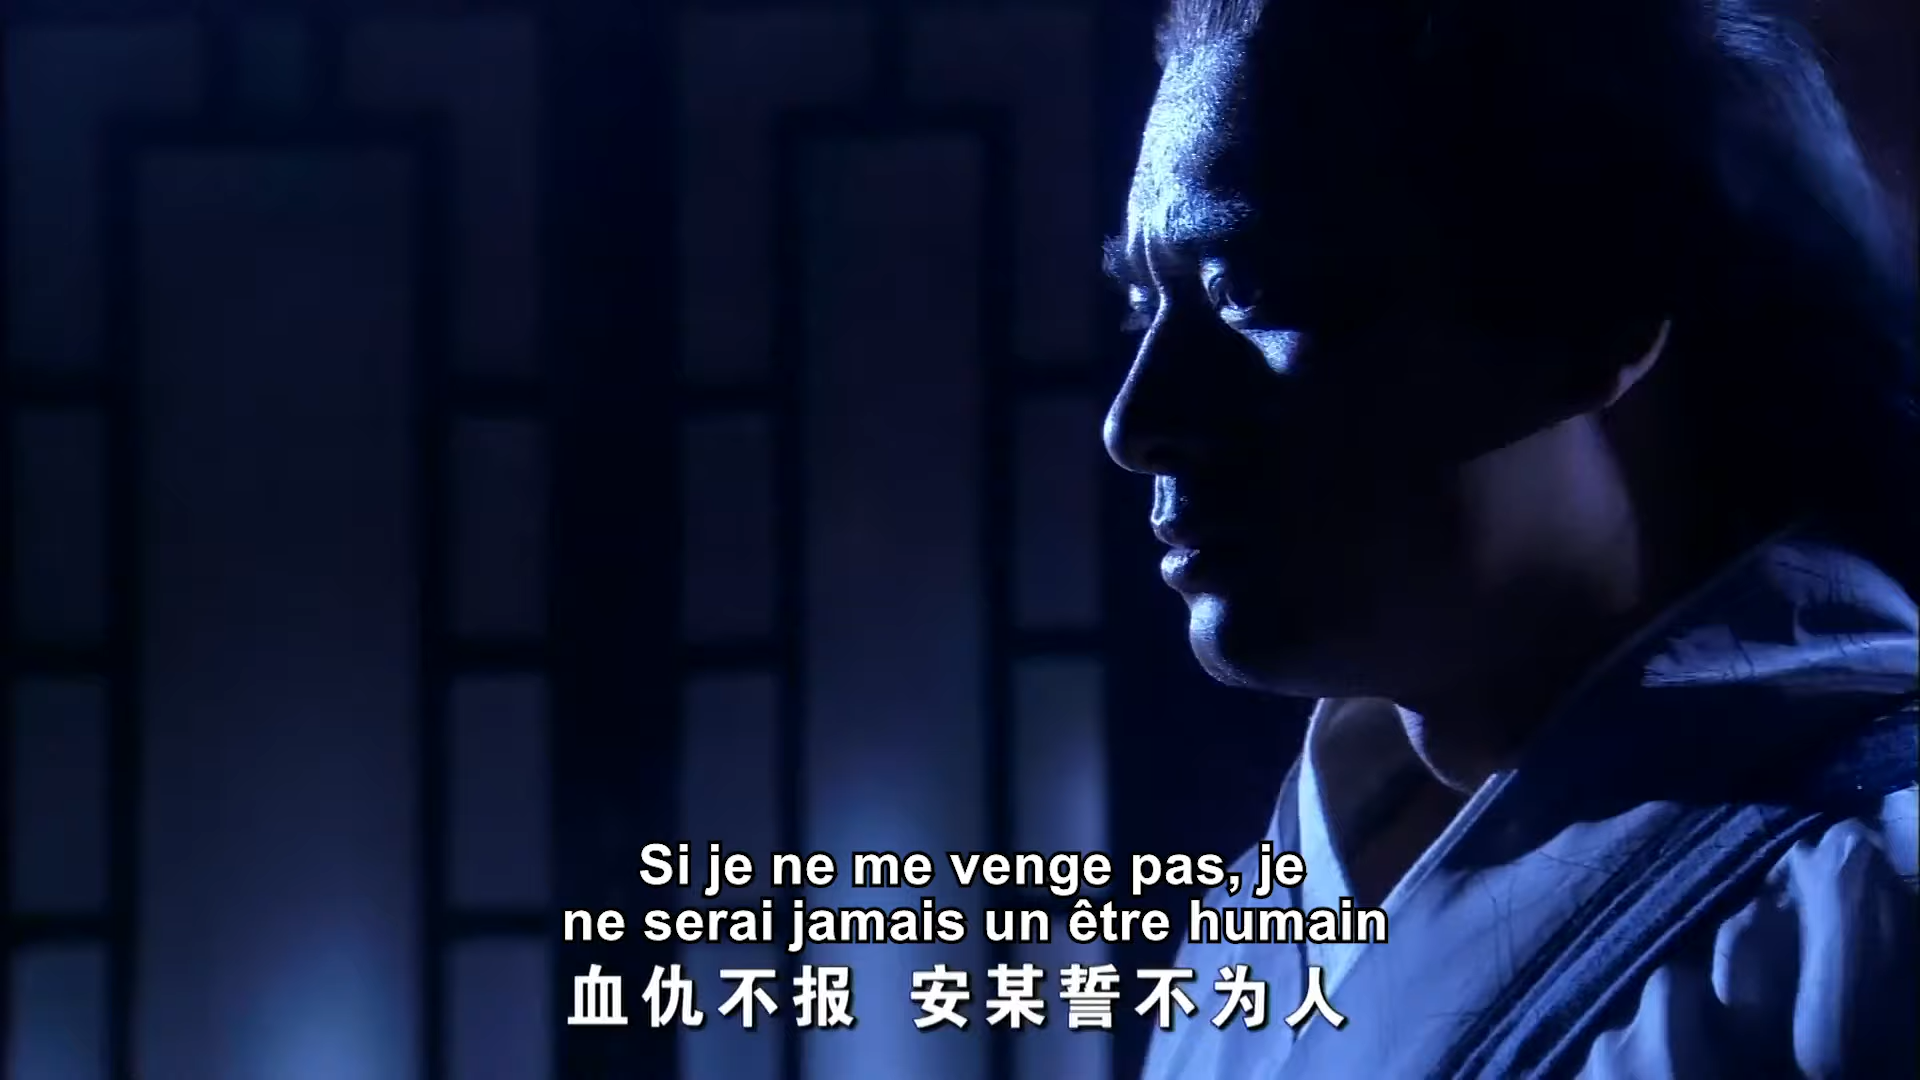 Si je ne me venge pas, je
ne serai jamais un être humain
血仇不报 安某誓不为人